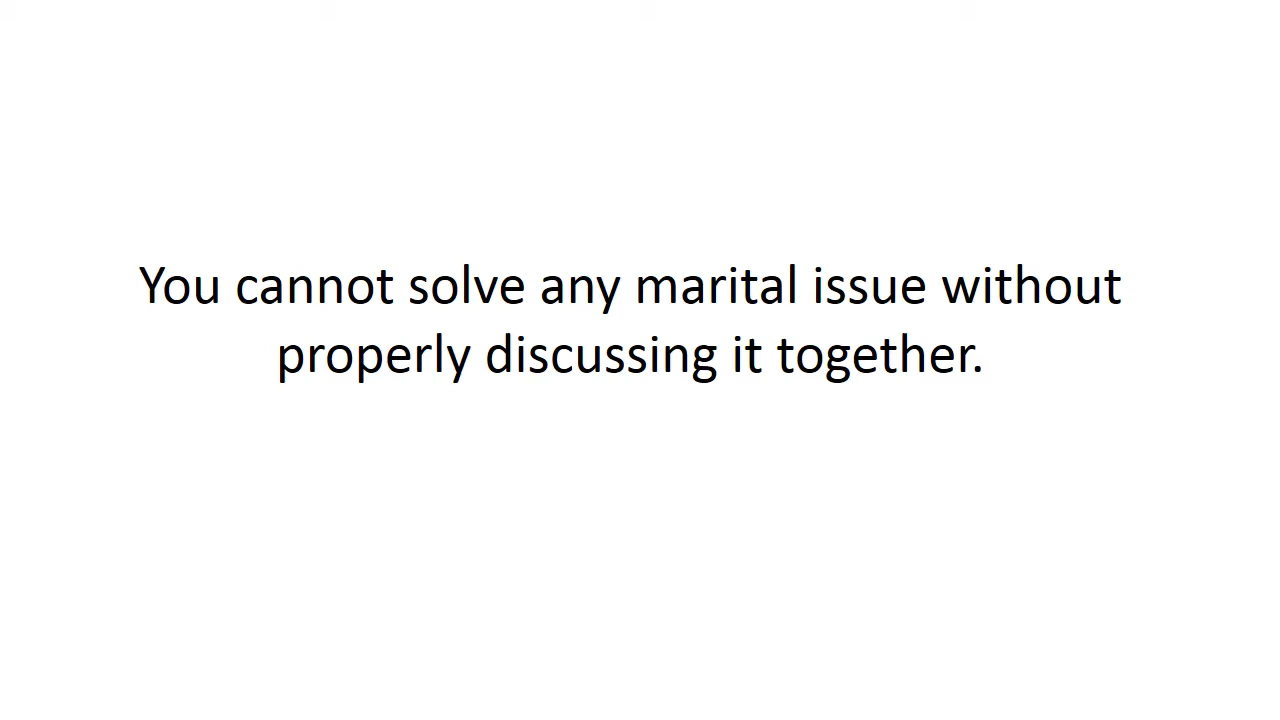 You cannot solve any marital issue without
properly discussing it together.